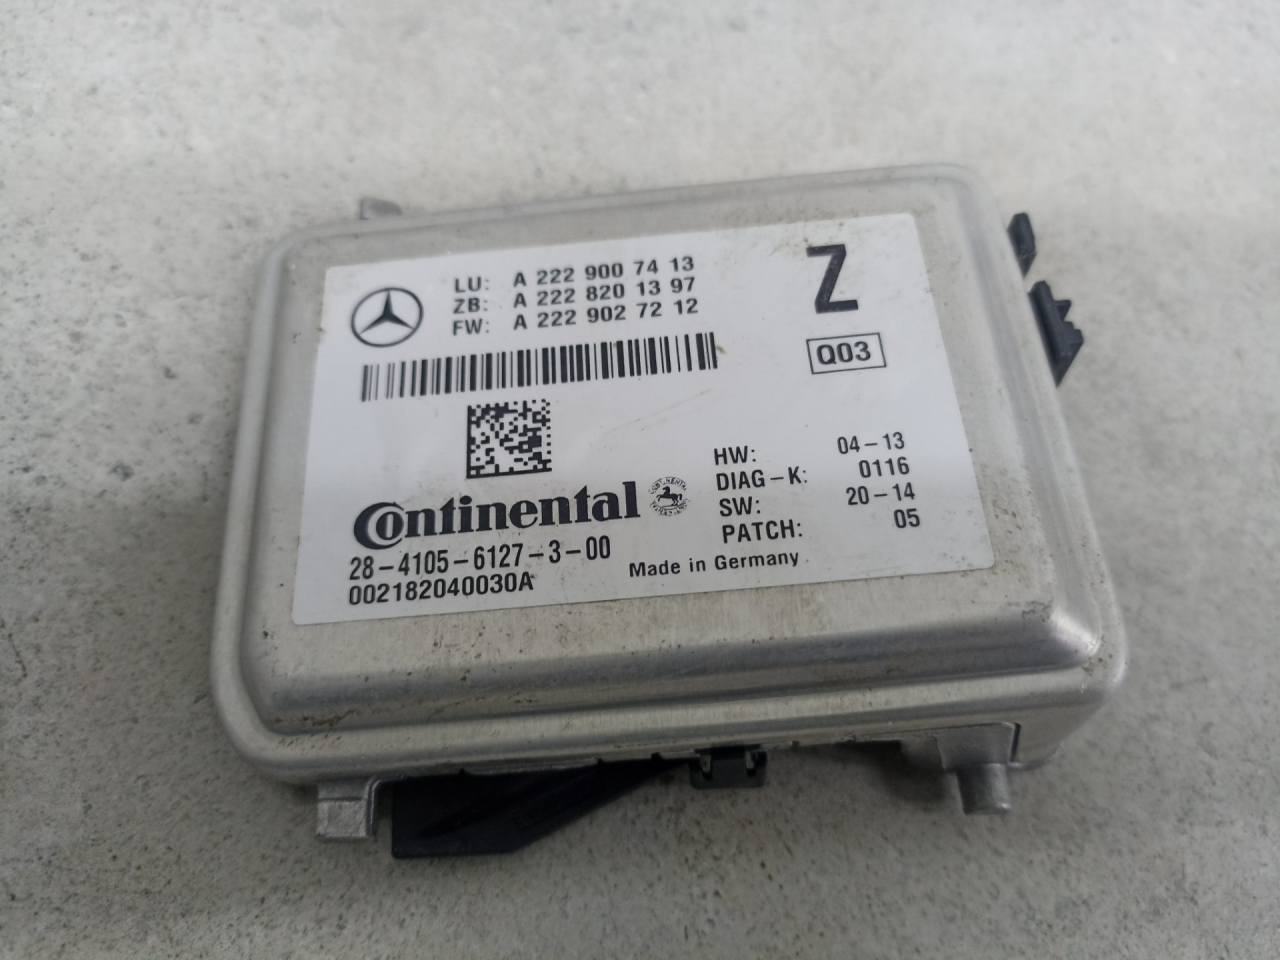 LU: A 222 900 74 13
ZB: A 222 820 13 97
FW: A 222 902 72 12
Z
Q03
HW: 04-13
DIAG-K: 0116
SW: 20-14
PATCH: 05
Continental
28-4105-6127-3-00
002182040030A
Made in Germany